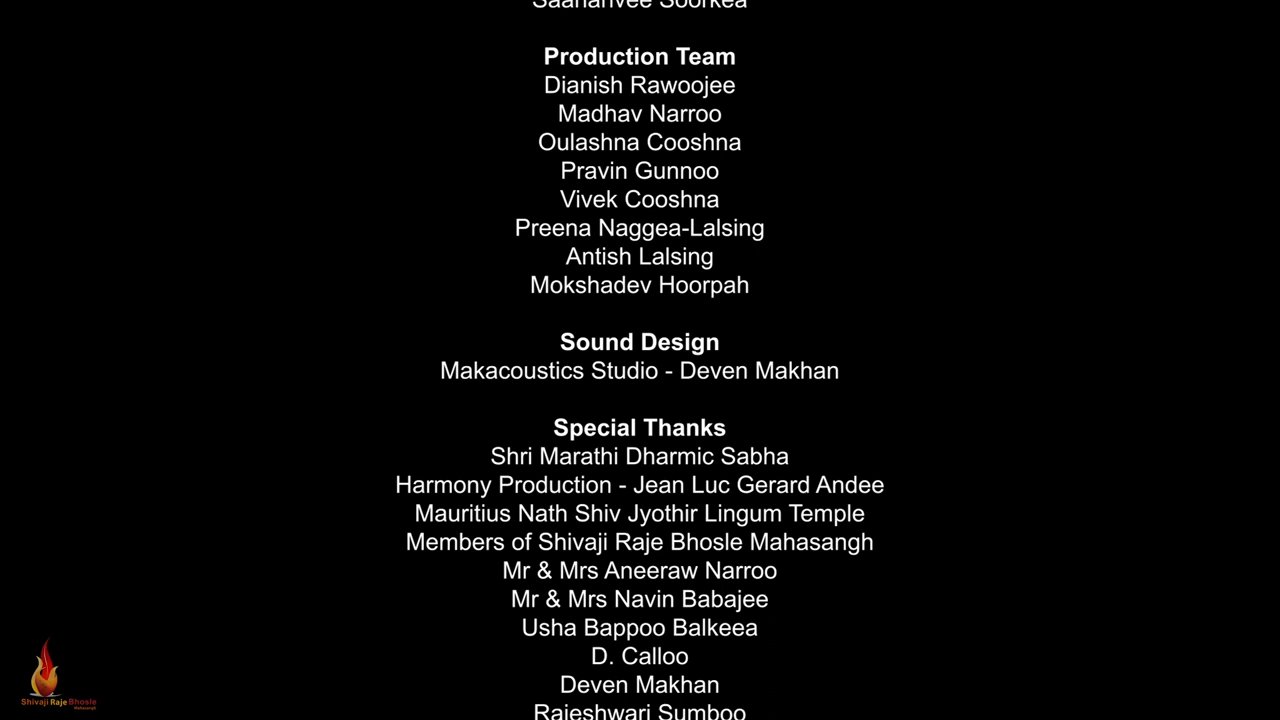 Saahanvee Soorkea
Production Team
Dianish Rawoojee
Madhav Narroo
Oulashna Cooshna
Pravin Gunnoo
Vivek Cooshna
Preena Naggea-Lalsing
Antish Lalsing
Mokshadev Hoorpah
Sound Design
Makacoustics Studio - Deven Makhan
Special Thanks
Shri Marathi Dharmic Sabha
Harmony Production - Jean Luc Gerard Andee
Mauritius Nath Shiv Jyothir Lingum Temple
Members of Shivaji Raje Bhosle Mahasangh
Mr & Mrs Aneeraw Narroo
Mr & Mrs Navin Babajee
Usha Bappoo Balkeea
D. Calloo
Deven Makhan
Rajeshwari Sumboo
Shivaji Raje Bhosle
Mahasangh